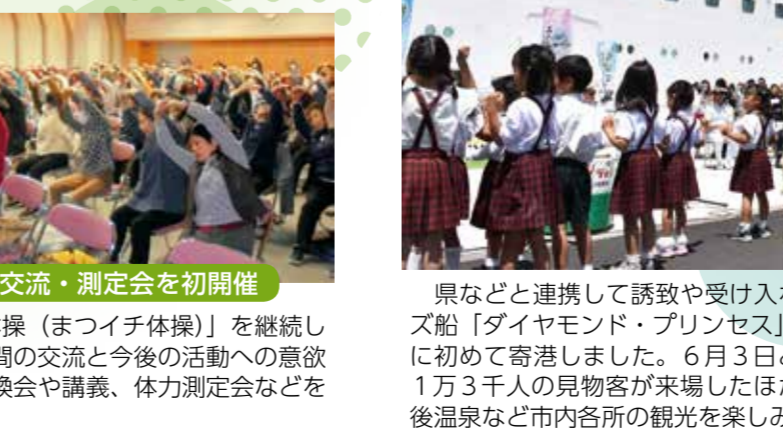 交流・測定会を初開催
操（まつイチ体操）」を継続し
間の交流と今後の活動への意欲
換会や講義、体力測定会などを
県などと連携して誘致や受け入
ズ船「ダイヤモンド・プリンセス」
に初めて寄港しました。６月３日
１万３千人の見物客が来場したほ
後温泉など市内各所の観光を楽しみ